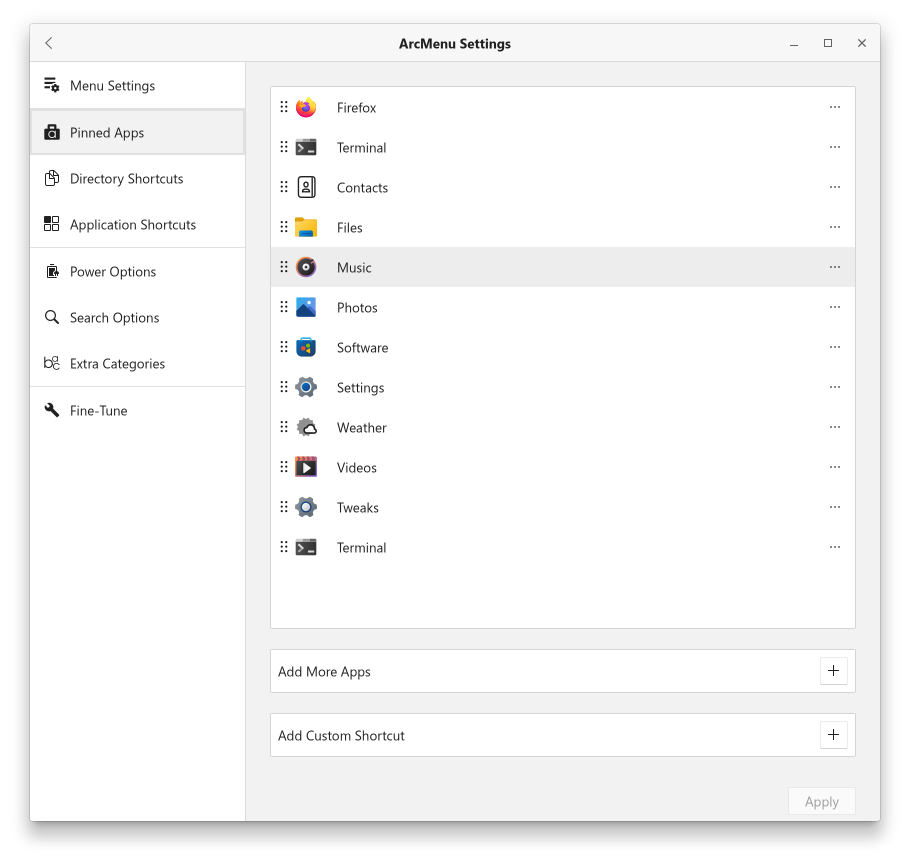 ArcMenu Settings
Menu Settings
Pinned Apps
Directory Shortcuts
Application Shortcuts
Power Options
Search Options
Extra Categories
Fine-Tune
Firefox
Terminal
Contacts
Files
Music
Photos
Software
Settings
Weather
Videos
Tweaks
Terminal
Add More Apps
Add Custom Shortcut
Apply